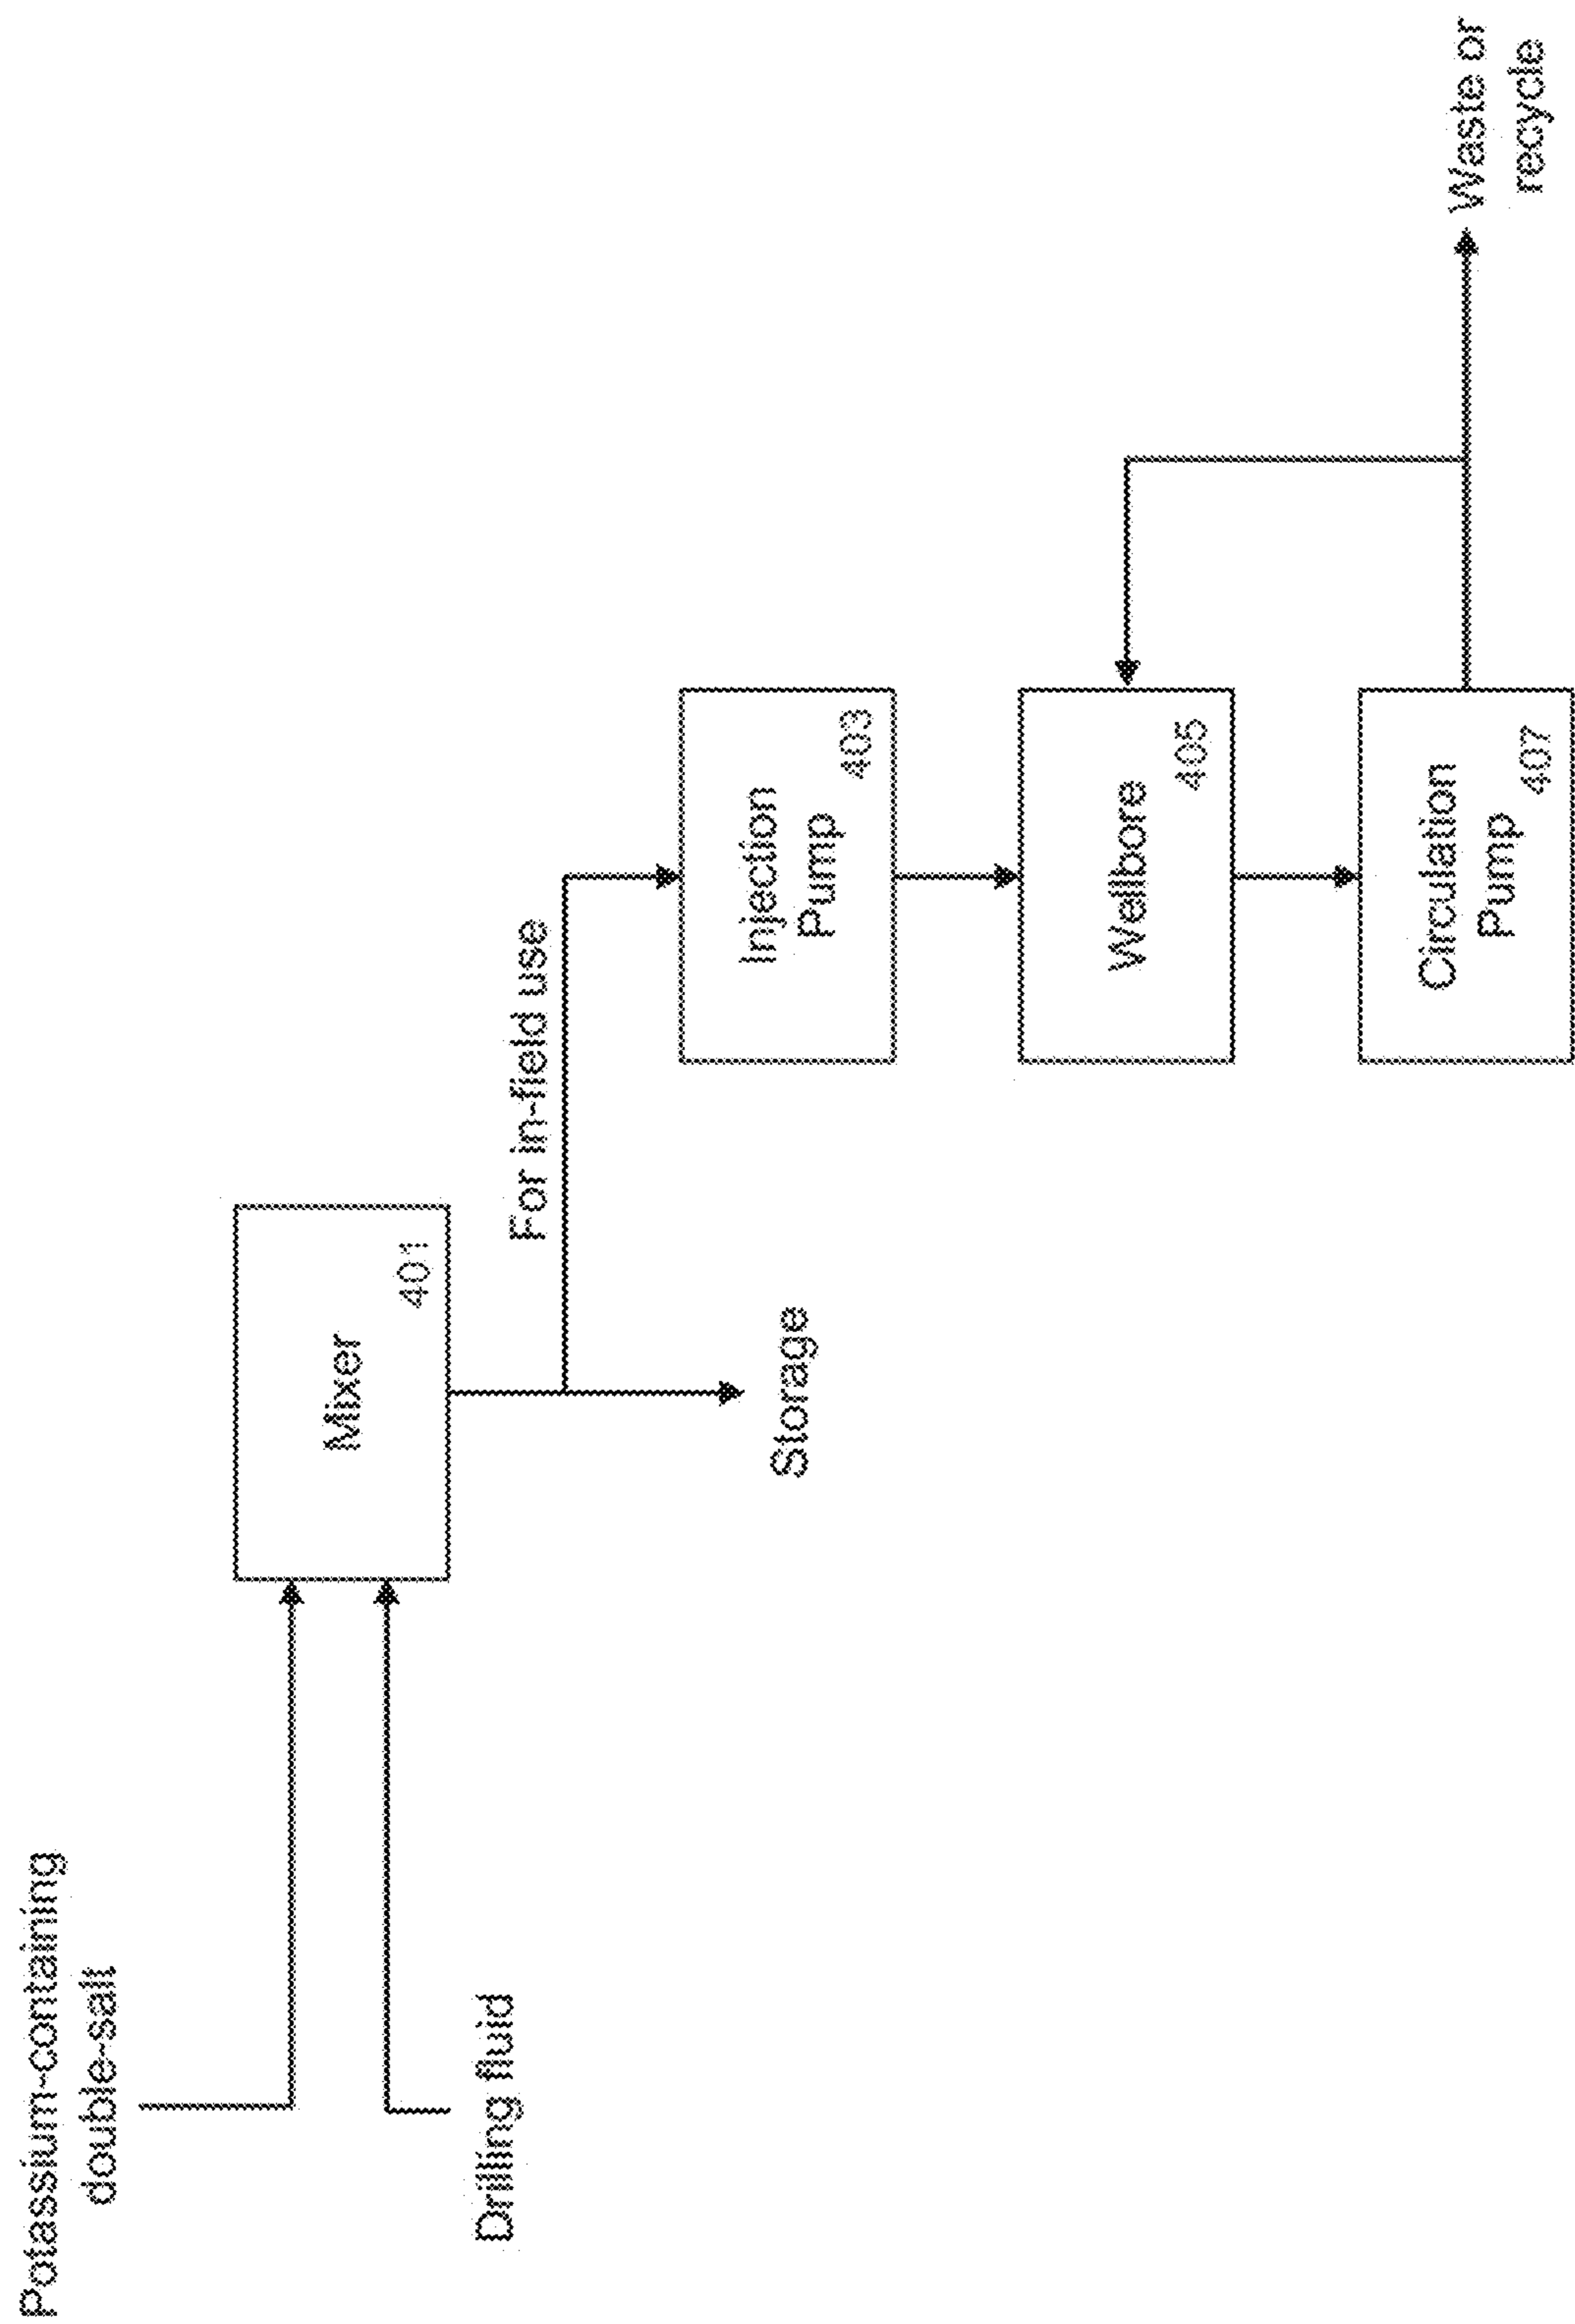 Potassium-containing
double-salt
Drilling fluid
Mixer
401
For in-field use
Storage
Injection
Pump
403
Wellbore
405
Circulation
Pump
407
Waste or
recycle